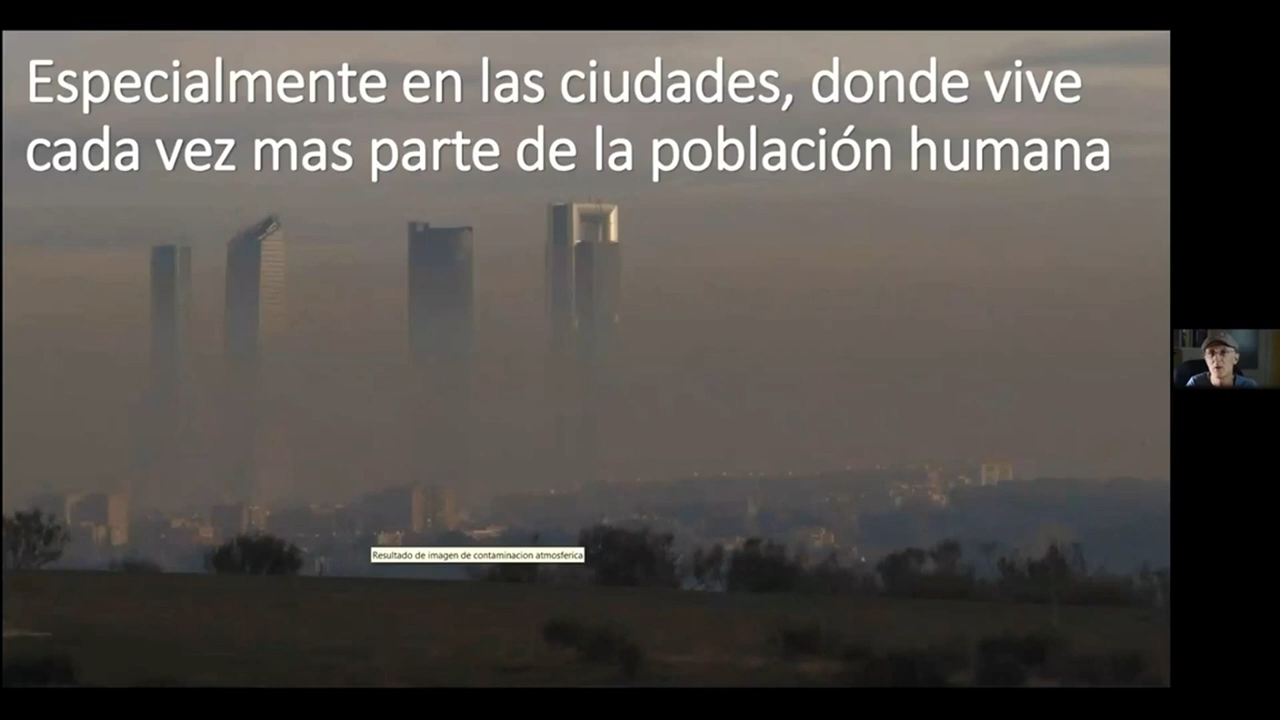 Especialmente en las ciudades, donde vive
cada vez mas parte de la población humana
Resultado de imagen de contaminacion atmosferica